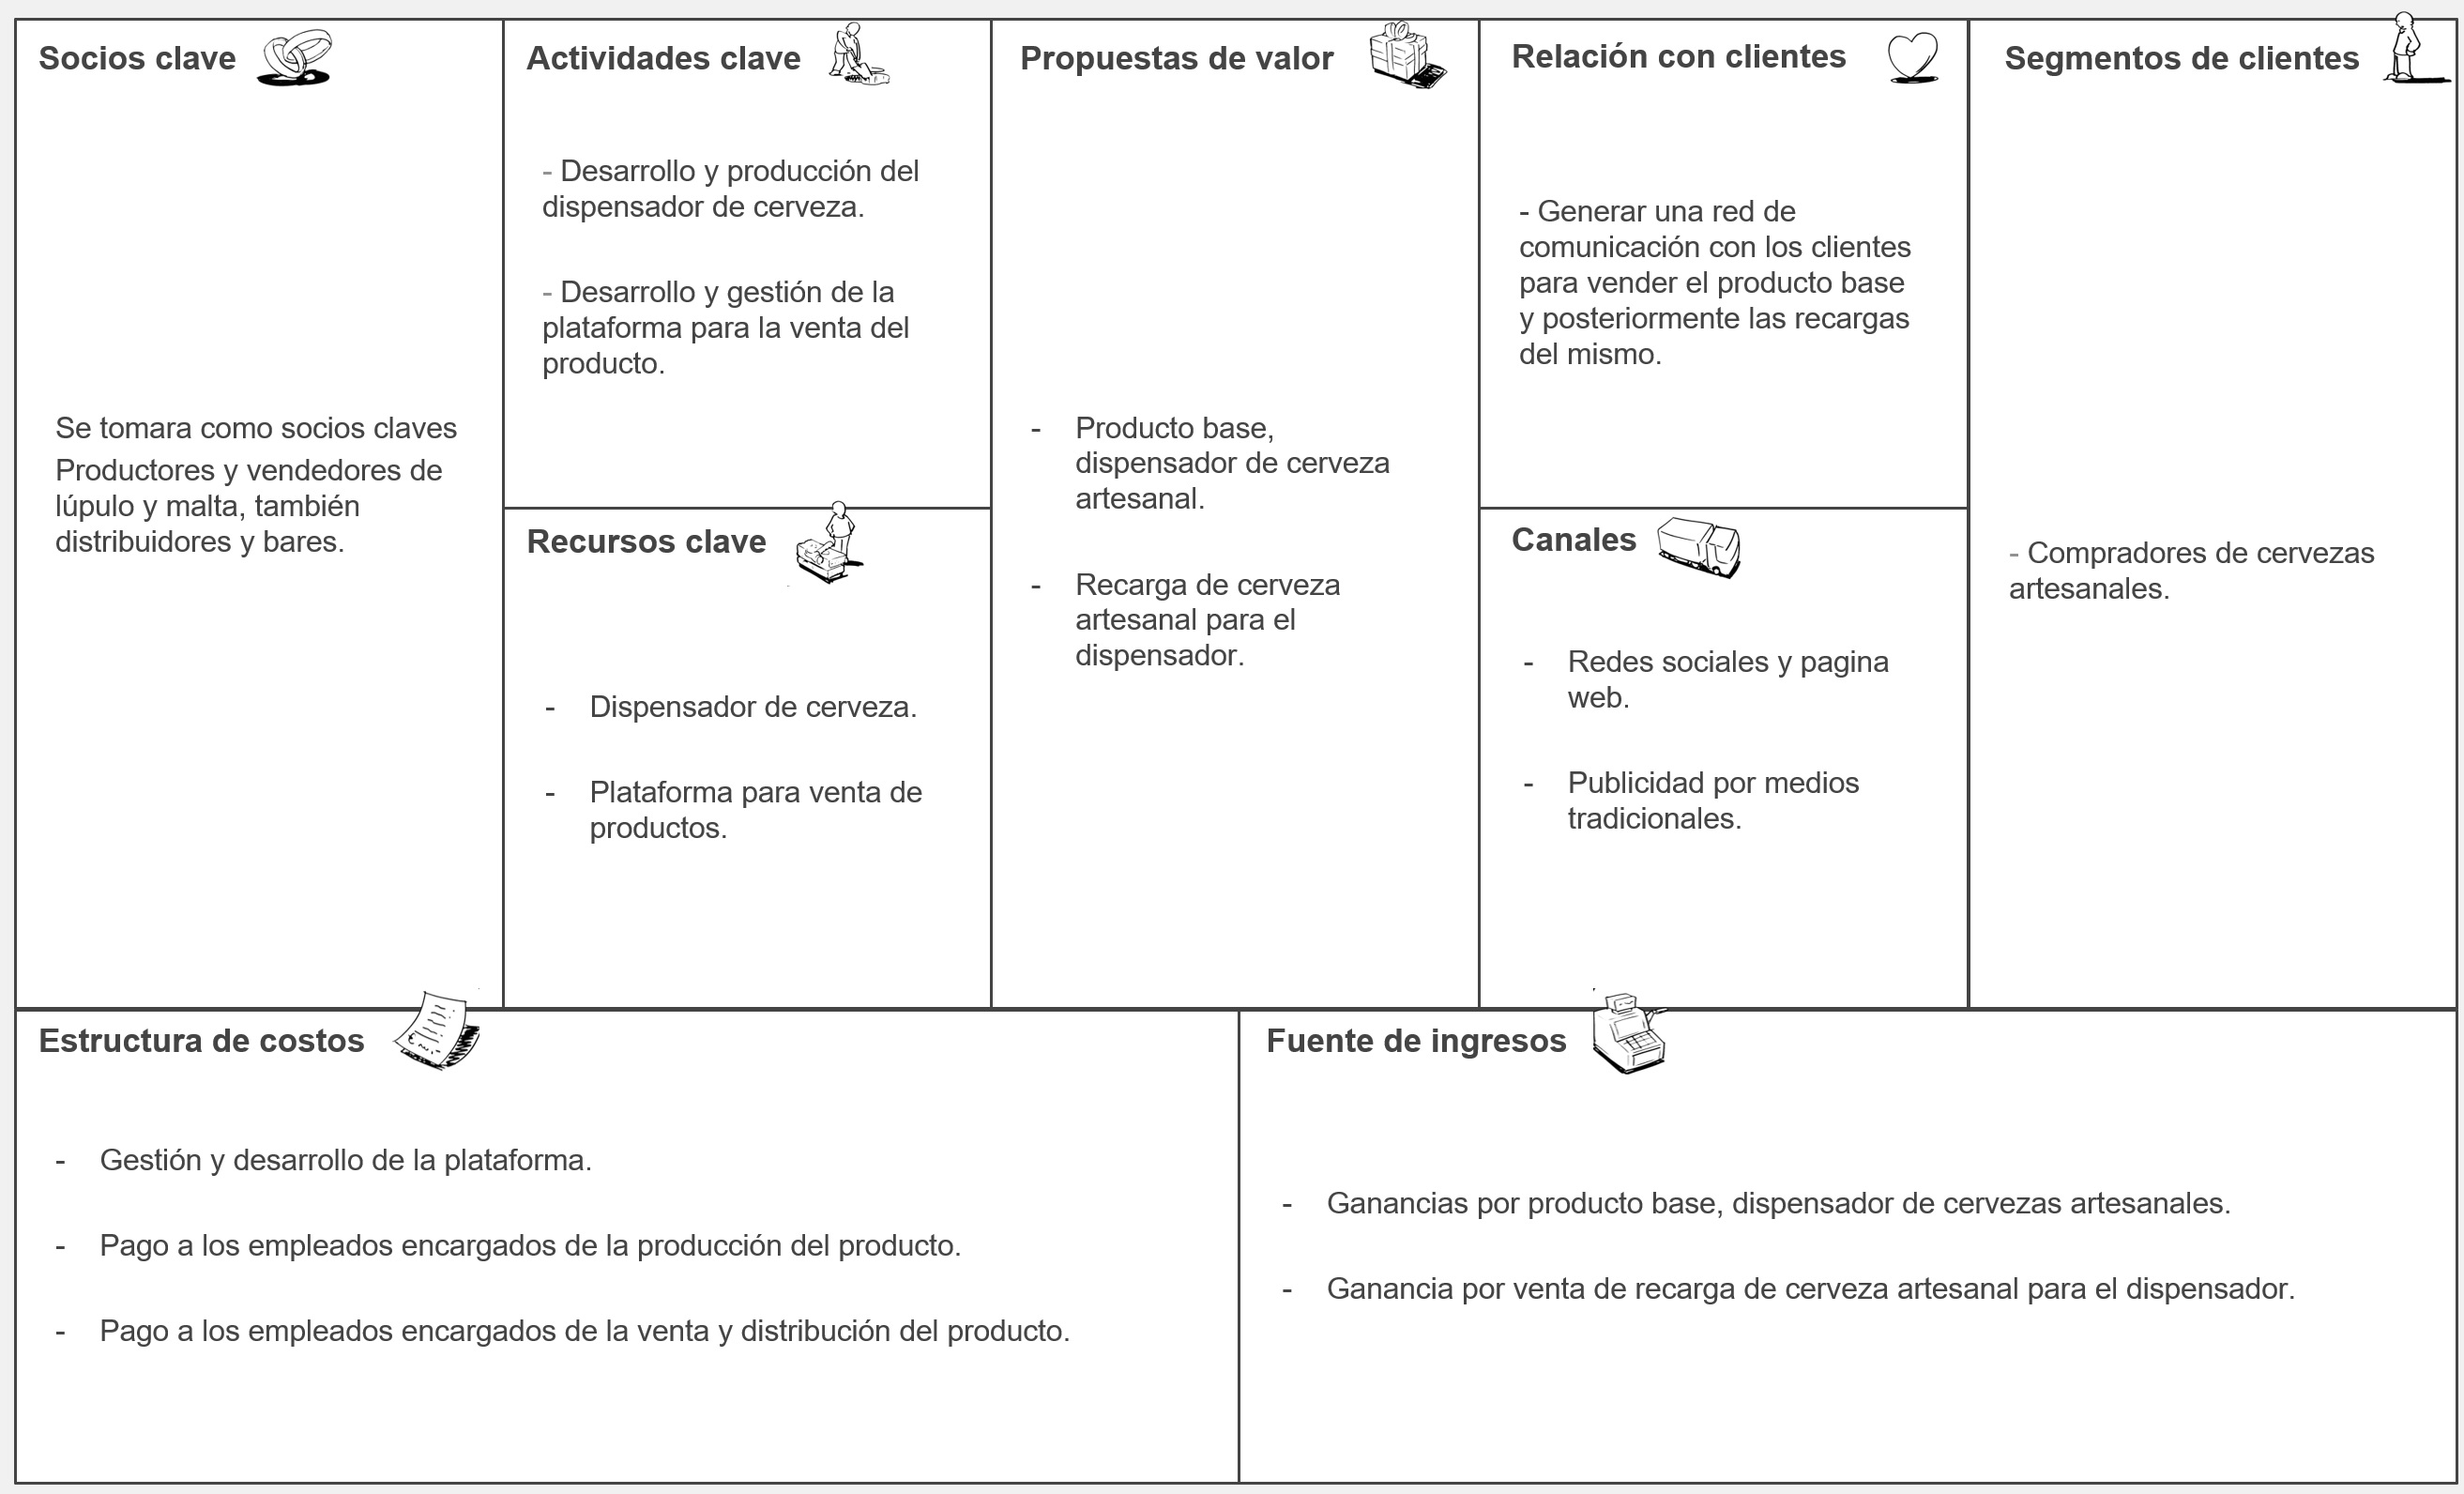 Socios clave
Se tomara como socios claves
Productores y vendedores de
lúpulo y malta, también
distribuidores y bares.
Actividades clave
- Desarrollo y producción del
dispensador de cerveza.
- Desarrollo y gestión de la
plataforma para la venta del
producto.
Recursos clave
- Dispensador de cerveza.
- Plataforma para venta de
productos.
Propuestas de valor
- Producto base,
dispensador de cerveza
artesanal.
- Recarga de cerveza
artesanal para el
dispensador.
Relación con clientes
- Generar una red de
comunicación con los clientes
para vender el producto base
y posteriormente las recargas
del mismo.
Canales
- Redes sociales y pagina
web.
- Publicidad por medios
tradicionales.
Segmentos de clientes
- Compradores de cervezas
artesanales.
Estructura de costos
- Gestión y desarrollo de la plataforma.
- Pago a los empleados encargados de la producción del producto.
- Pago a los empleados encargados de la venta y distribución del producto.
Fuente de ingresos
- Ganancias por producto base, dispensador de cervezas artesanales.
- Ganancia por venta de recarga de cerveza artesanal para el dispensador.